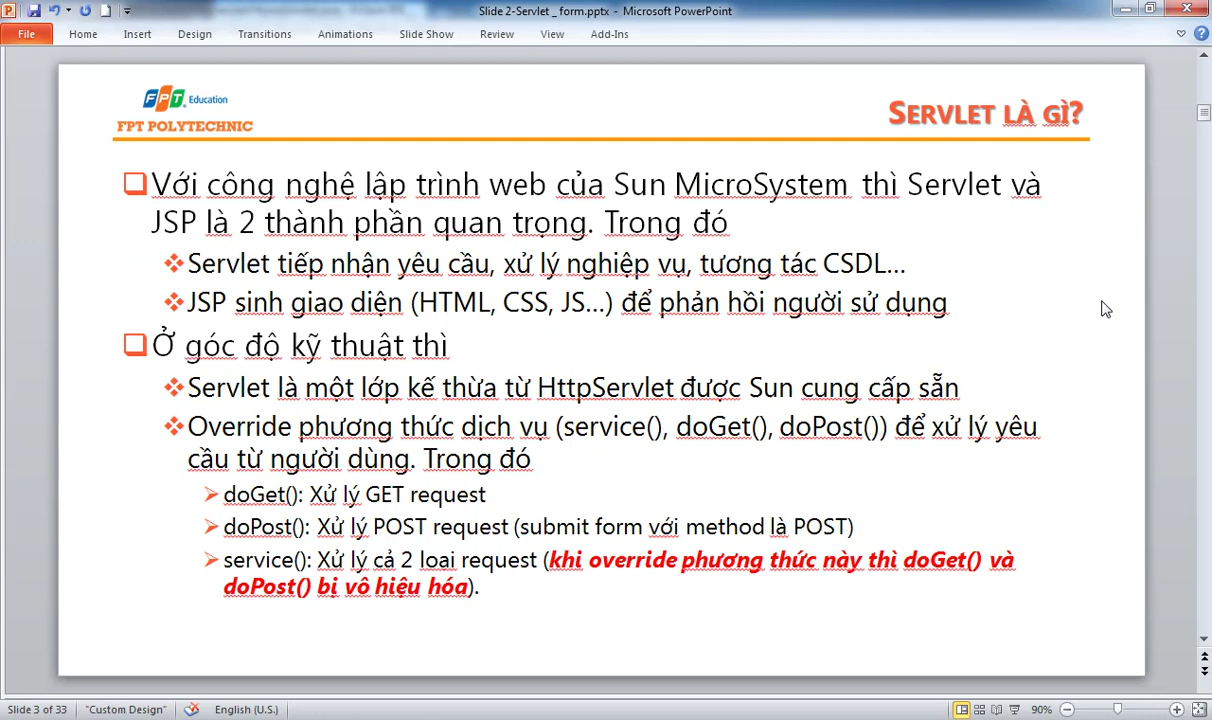 Slide 2-Servlet _ form.pptx - Microsoft PowerPoint
File Home Insert Design Transitions Animations Slide Show Review View Add-Ins
FPT Education
FPT POLYTECHNIC
SERVLET LÀ GÌ?
Với công nghệ lập trình web của Sun MicroSystem thì Servlet và
JSP là 2 thành phần quan trọng. Trong đó
Servlet tiếp nhận yêu cầu, xử lý nghiệp vụ, tương tác CSDL...
JSP sinh giao diện (HTML, CSS, JS...) để phản hồi người sử dụng
Ở góc độ kỹ thuật thì
Servlet là một lớp kế thừa từ HttpServlet được Sun cung cấp sẵn
Override phương thức dịch vụ (service(), doGet(), doPost()) để xử lý yêu
cầu từ người dùng. Trong đó
doGet(): Xử lý GET request
doPost(): Xử lý POST request (submit form với method là POST)
service(): Xử lý cả 2 loai request (khi override phương thức này thì doGet() và
doPost() bị vô hiệu hóa).
Slide 3 of 33 "Custom Design" English (U.S.) 90%